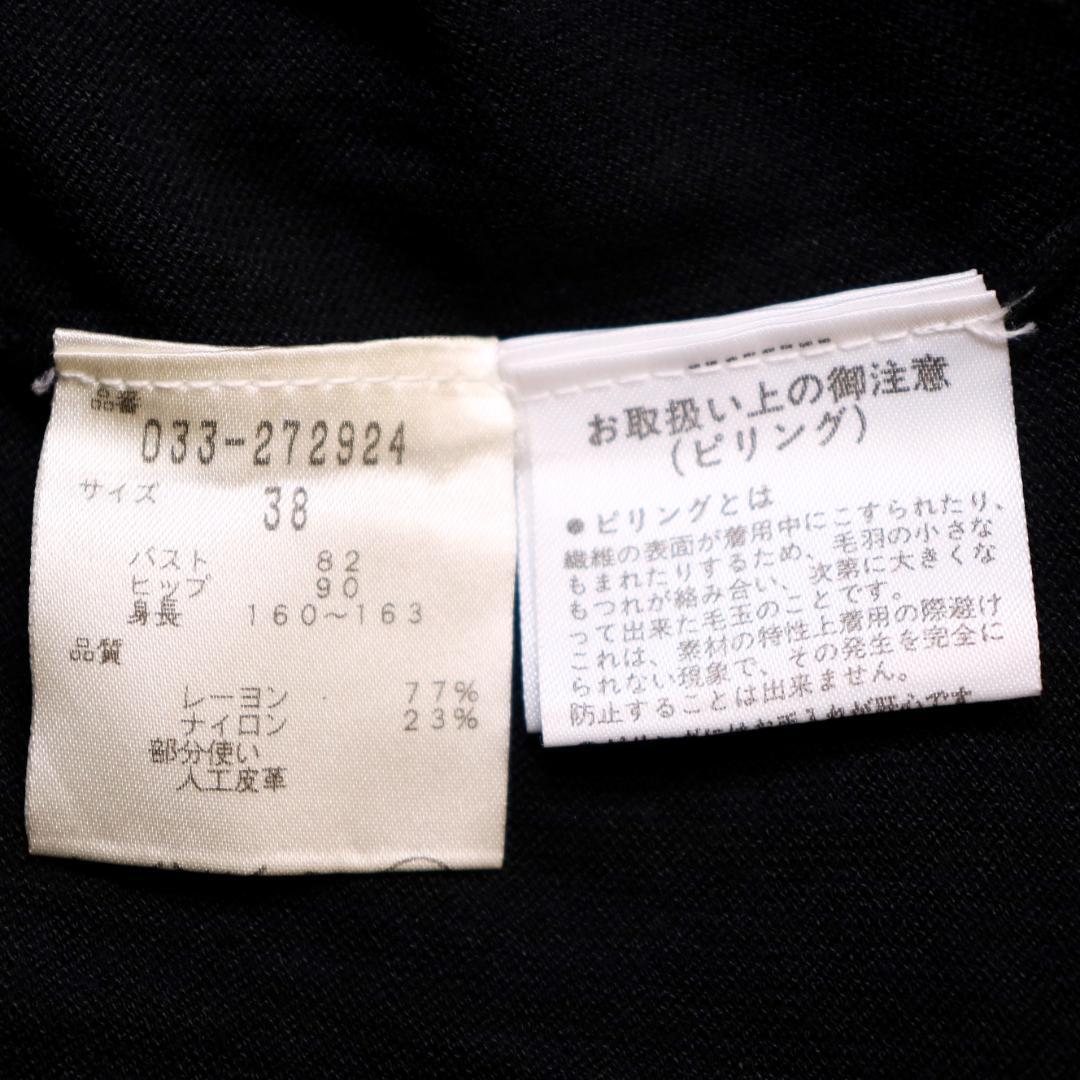 品番
033-272924
サイズ 38
バスト 82
ヒップ 90
身長 160〜163
品質
レーヨン 77%
ナイロン 23%
部分使い
人工皮革
お取扱い上の御注意
(ピリング)
●ピリングとは
繊維の表面が着用中にこすられたり、
もまれたりするため、毛羽の小さな
もつれが絡み合い、次第に大きくな
って出来た毛玉のことです。
これは、素材の特性上着用の際避け
られない現象で、その発生を完全に
防止することは出来ません。